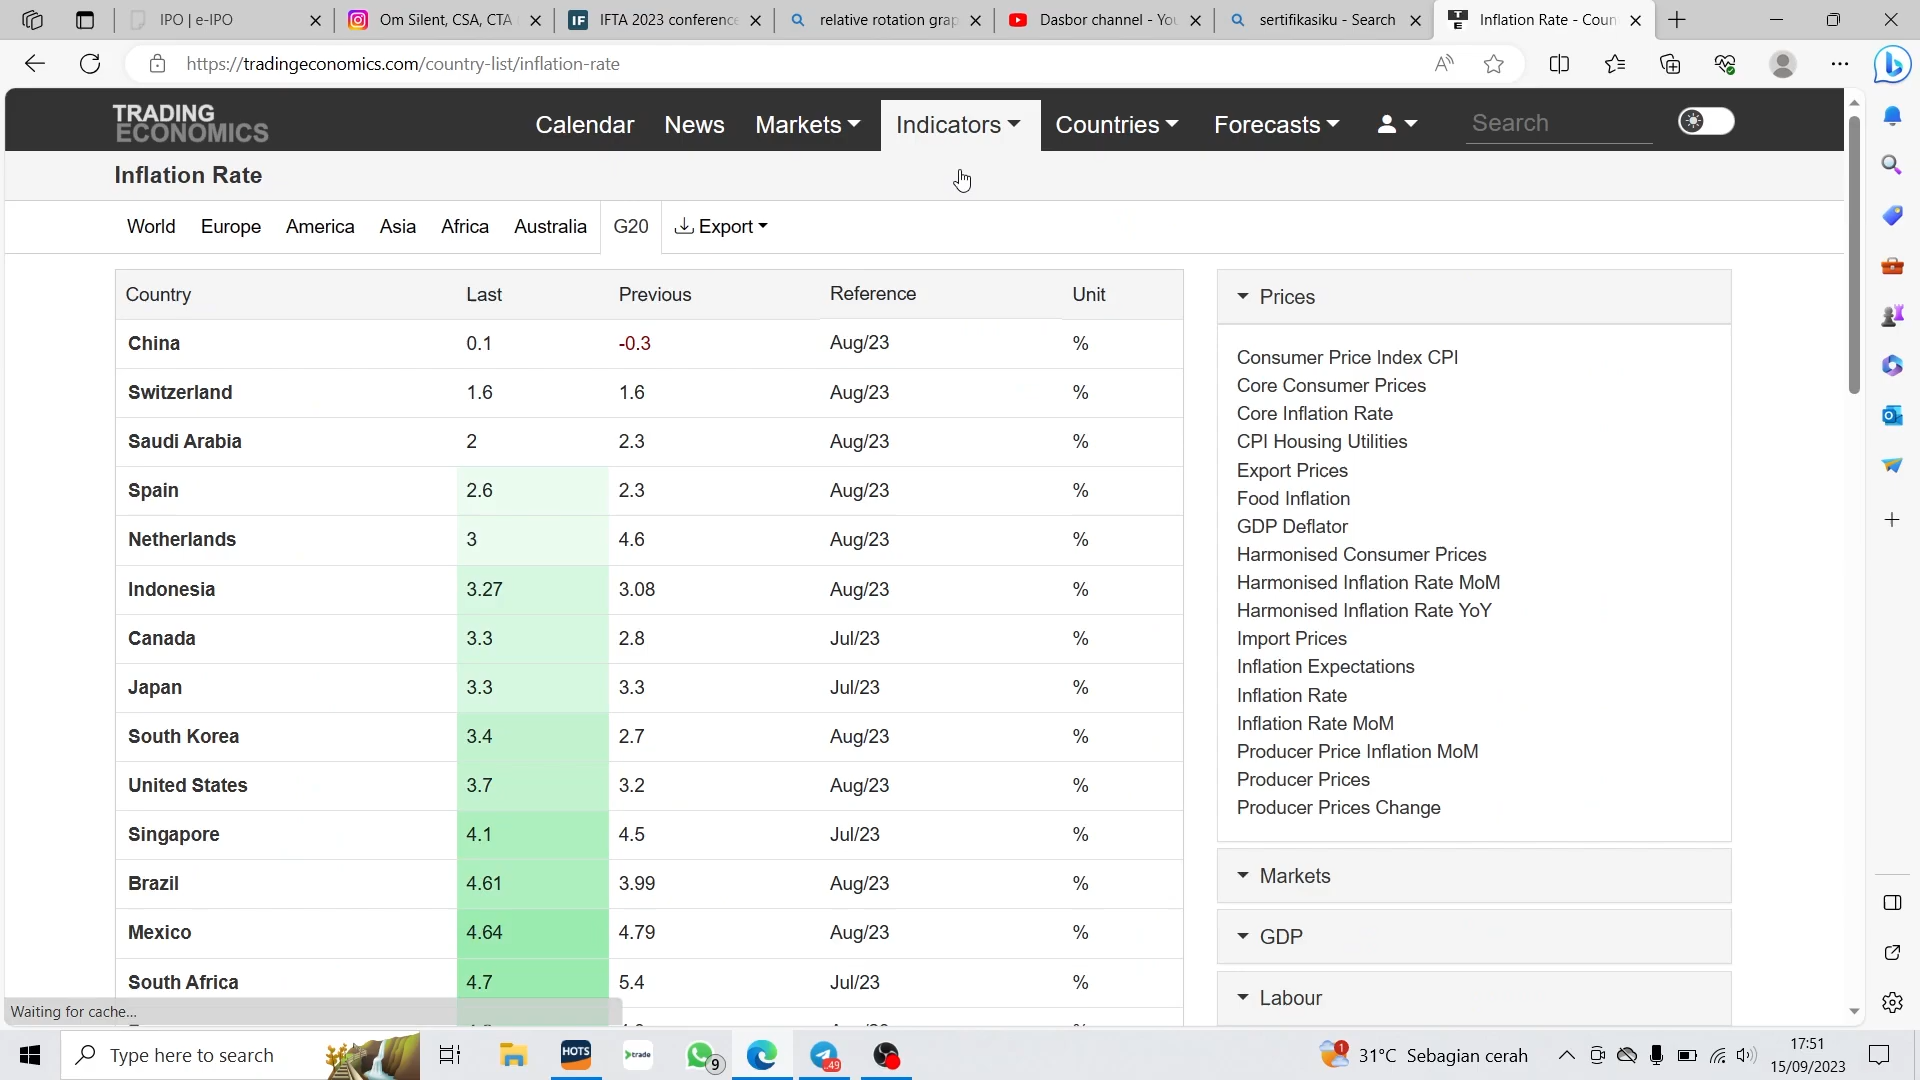 IPO | e-IPO
Om Silent, CSA, CTA
IFTA 2023 conference
relative rotation grap
Dasbor channel - You
sertifikasiku - Search
Inflation Rate - Coun
https://tradingeconomics.com/country-list/inflation-rate
TRADING
ECONOMICS
Calendar News Markets Indicators Countries Forecasts Search
Inflation Rate
World Europe America Asia Africa Australia G20 Export
Country Last Previous Reference Unit
China 0.1 -0.3 Aug/23 %
Switzerland 1.6 1.6 Aug/23 %
Saudi Arabia 2 2.3 Aug/23 %
Spain 2.6 2.3 Aug/23 %
Netherlands 3 4.6 Aug/23 %
Indonesia 3.27 3.08 Aug/23 %
Canada 3.3 2.8 Jul/23 %
Japan 3.3 3.3 Jul/23 %
South Korea 3.4 2.7 Aug/23 %
United States 3.7 3.2 Aug/23 %
Singapore 4.1 4.5 Jul/23 %
Brazil 4.61 3.99 Aug/23 %
Mexico 4.64 4.79 Aug/23 %
South Africa 4.7 5.4 Jul/23 %
Prices
Consumer Price Index CPI
Core Consumer Prices
Core Inflation Rate
CPI Housing Utilities
Export Prices
Food Inflation
GDP Deflator
Harmonised Consumer Prices
Harmonised Inflation Rate MoM
Harmonised Inflation Rate YoY
Import Prices
Inflation Expectations
Inflation Rate
Inflation Rate MoM
Producer Price Inflation MoM
Producer Prices
Producer Prices Change
Markets
GDP
Labour
Waiting for cache...
Type here to search
HOTS
trade
9
49
1
31°C Sebagian cerah
17:51
15/09/2023